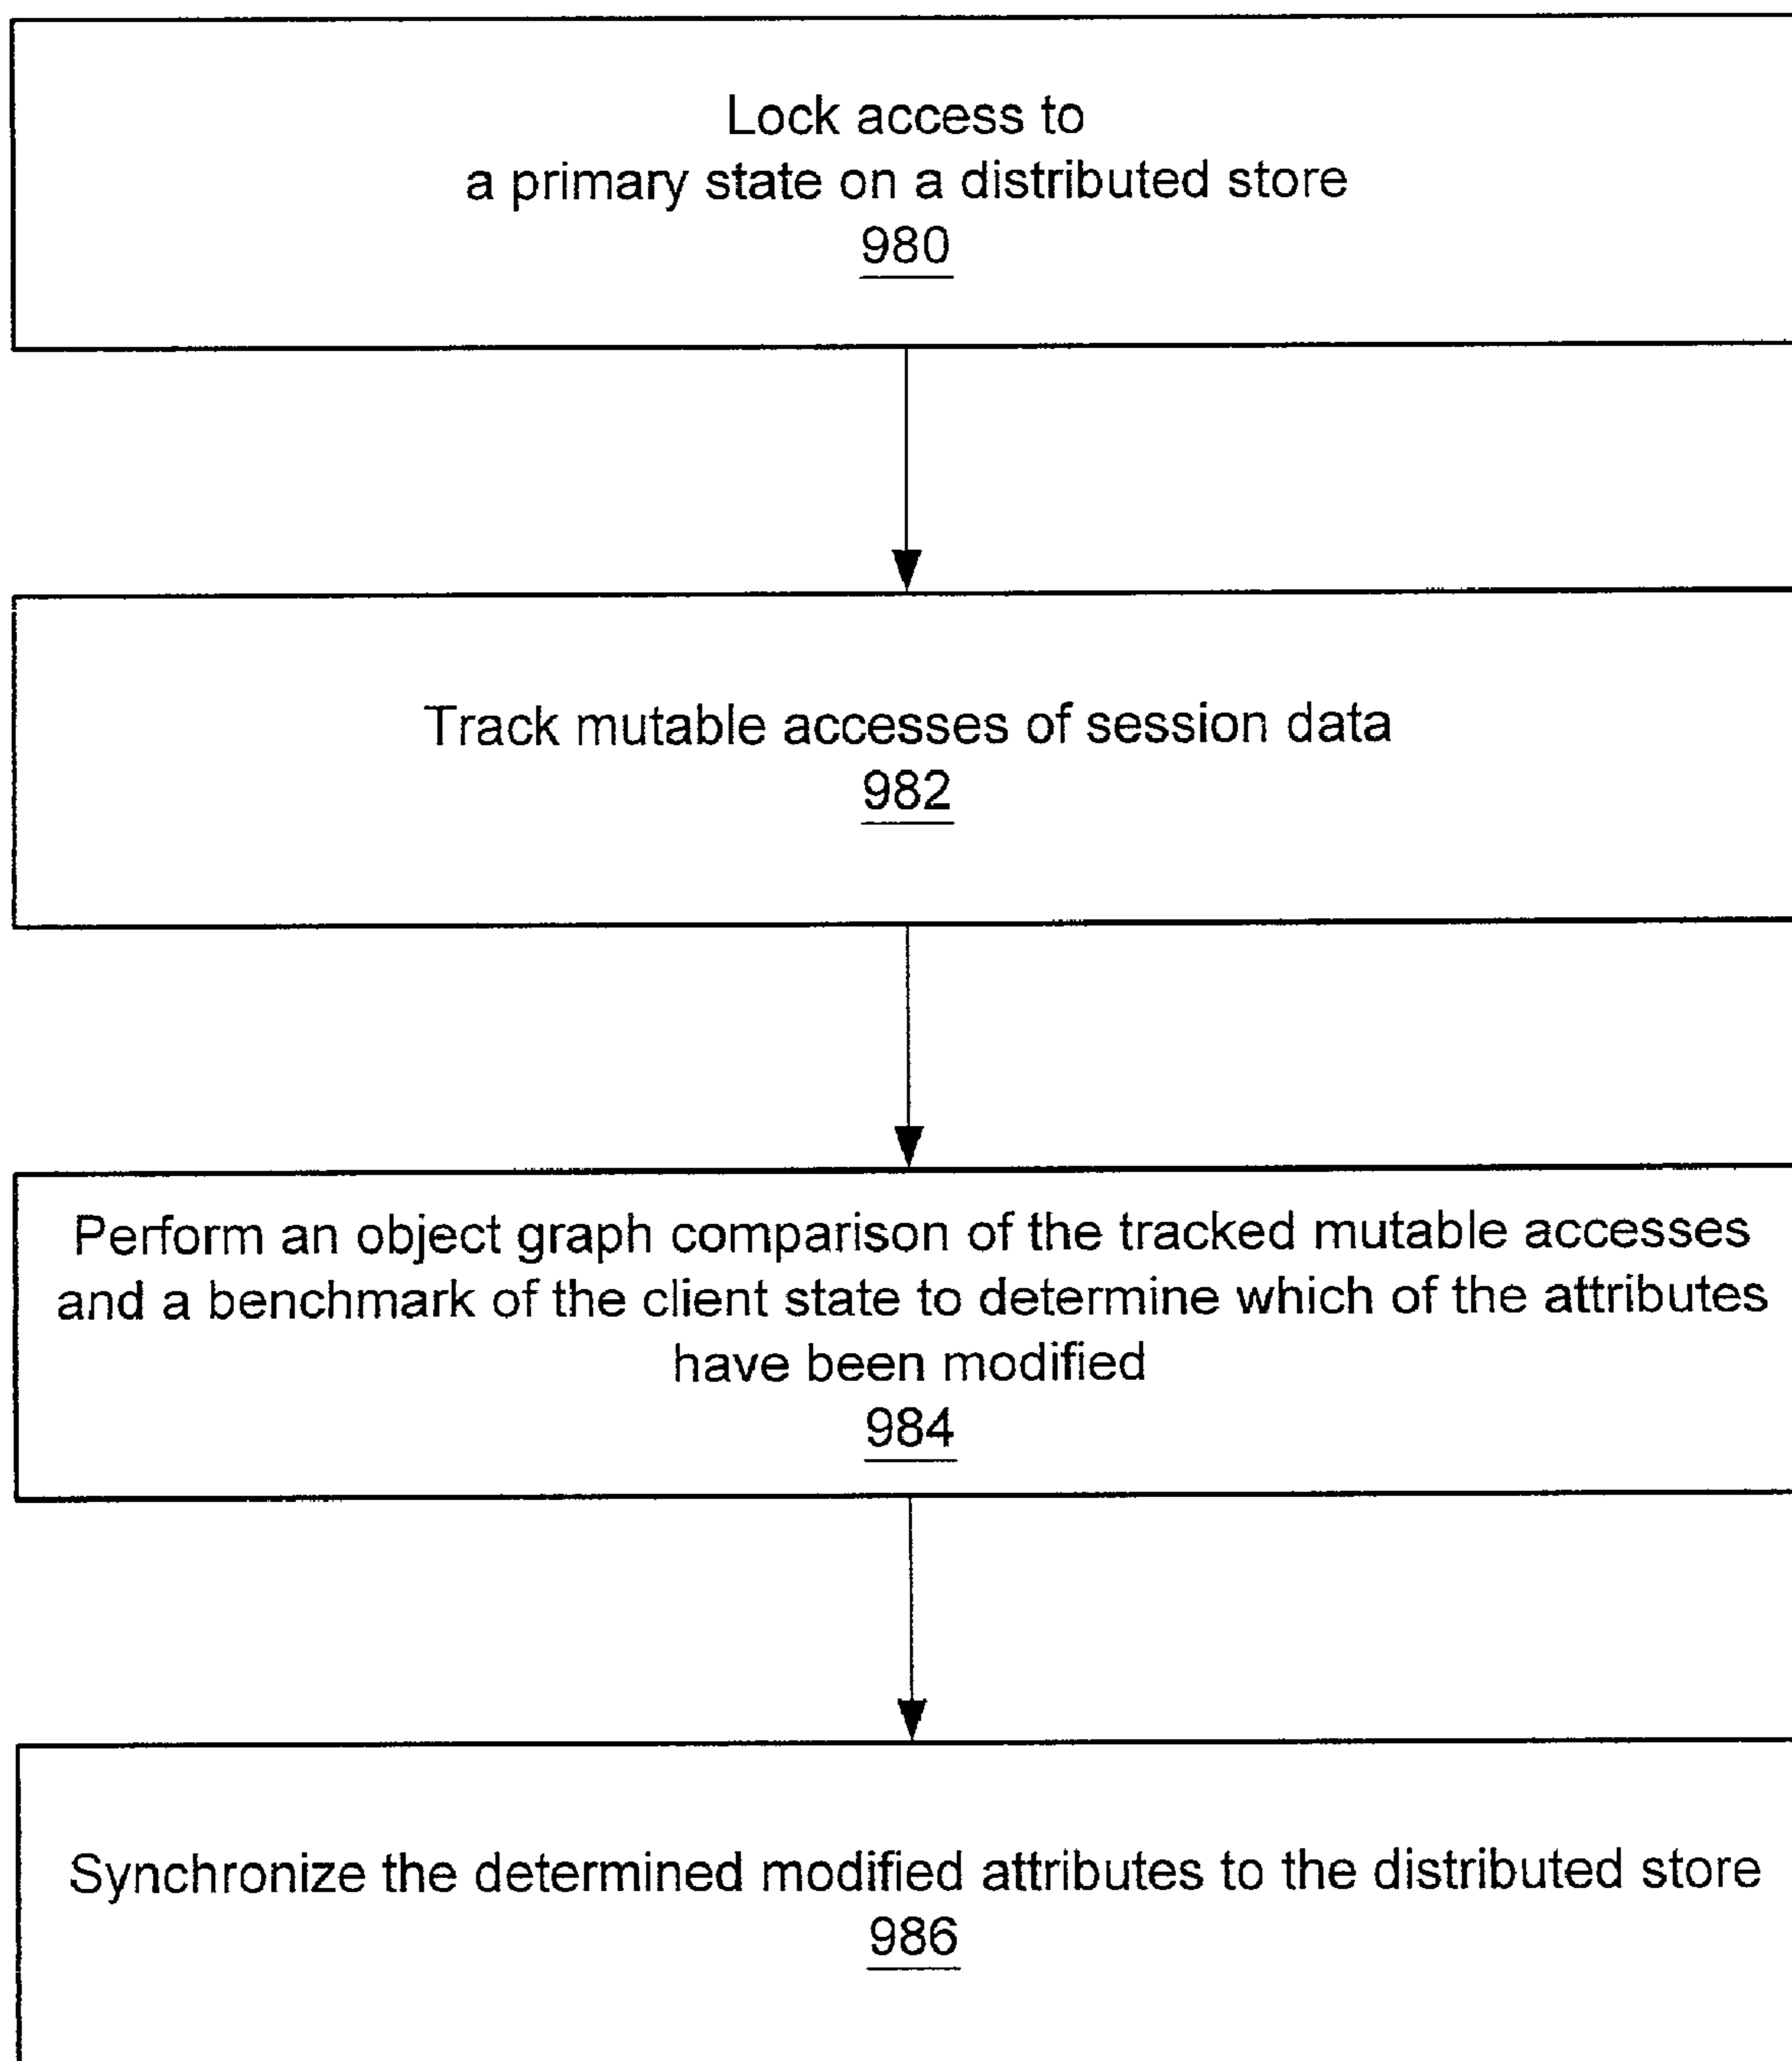 Lock access to
a primary state on a distributed store
980
Track mutable accesses of session data
982
Perform an object graph comparison of the tracked mutable accesses
and a benchmark of the client state to determine which of the attributes
have been modified
984
Synchronize the determined modified attributes to the distributed store
986